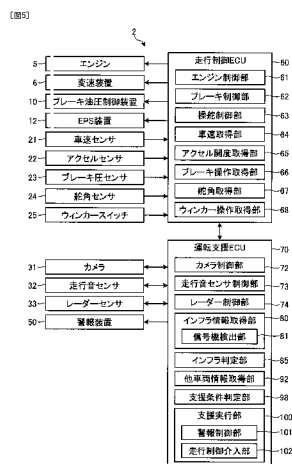 [図5]
2
5 エンジン
6 変速装置
10 ブレーキ油圧制御装置
12 EPS装置
21 車速センサ
22 アクセルセンサ
23 ブレーキ圧センサ
24 舵角センサ
25 ウィンカースイッチ
走行制御ECU 60
エンジン制御部 61
ブレーキ制御部 62
操舵制御部 63
車速取得部 64
アクセル開度取得部 65
ブレーキ操作取得部 66
舵角取得部 67
ウィンカー操作取得部 68
31 カメラ
32 走行音センサ
33 レーダーセンサ
50 警報装置
運転支援ECU 70
カメラ制御部 72
走行音センサ制御部 73
レーダー制御部 74
インフラ情報取得部 80
信号機検出部 81
インフラ判定部 85
他車両情報取得部 92
支援条件判定部 98
支援実行部 100
警報制御部 101
走行制御介入部 102